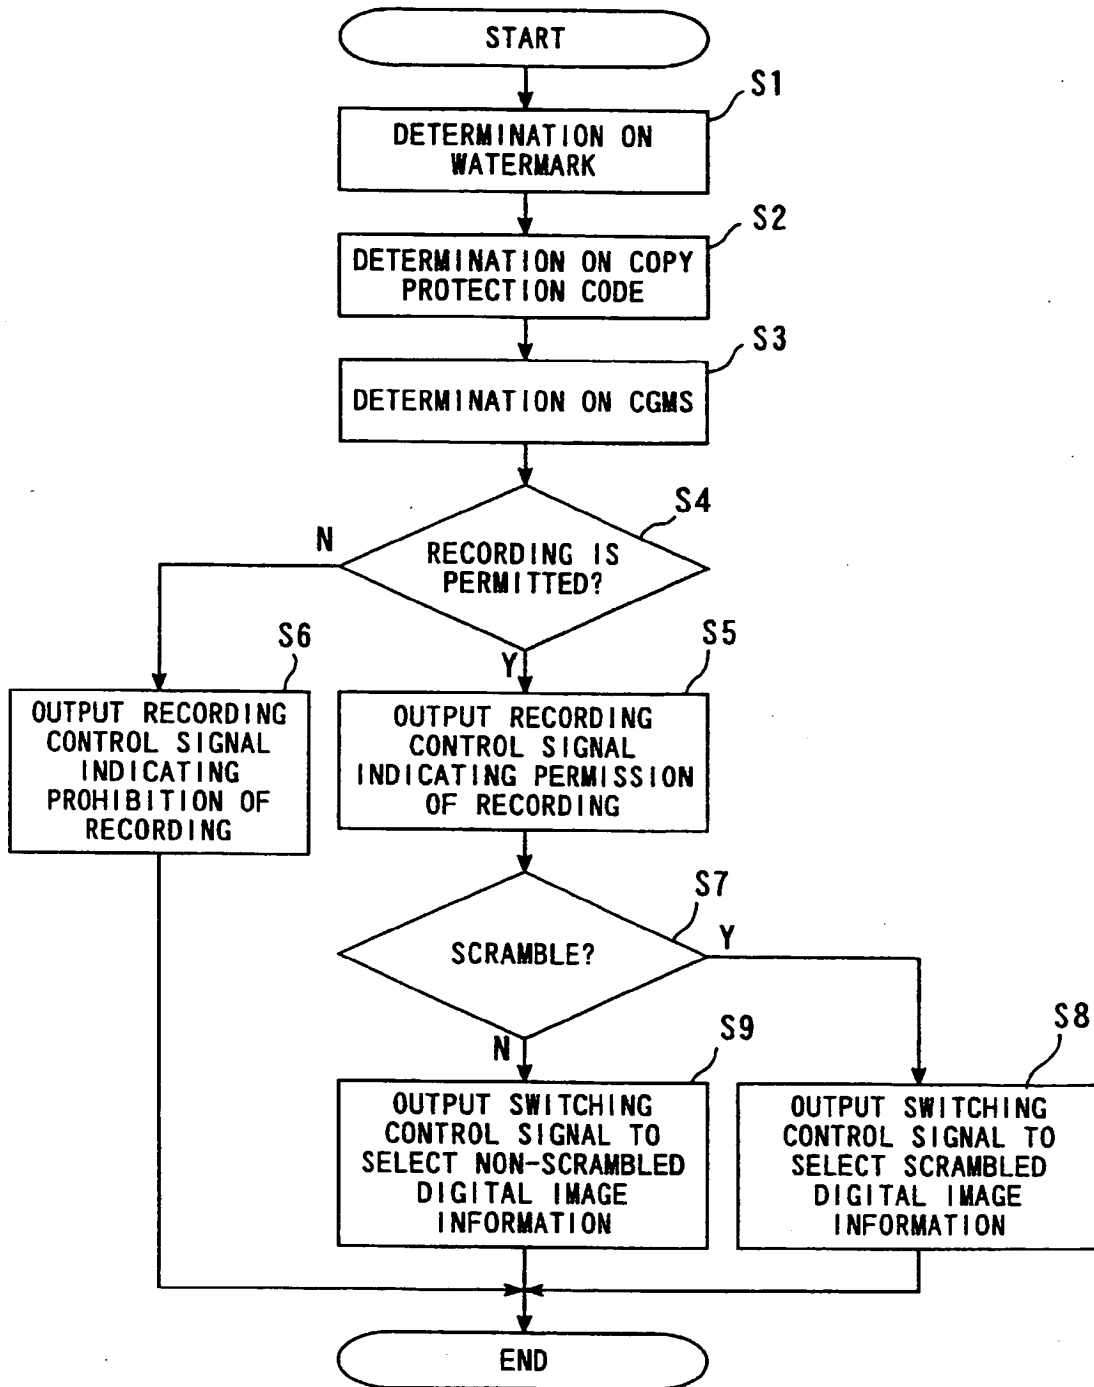 START
S1
DETERMINATION ON
WATERMARK
S2
DETERMINATION ON COPY
PROTECTION CODE
S3
DETERMINATION ON CGMS
S4
N
RECORDING IS
PERMITTED?
Y
S6
OUTPUT RECORDING
CONTROL SIGNAL
INDICATING
PROHIBITION OF
RECORDING
S5
OUTPUT RECORDING
CONTROL SIGNAL
INDICATING PERMISSION
OF RECORDING
S7
SCRAMBLE?
Y
N
S9
OUTPUT SWITCHING
CONTROL SIGNAL TO
SELECT NON-SCRAMBLED
DIGITAL IMAGE
INFORMATION
S8
OUTPUT SWITCHING
CONTROL SIGNAL TO
SELECT SCRAMBLED
DIGITAL IMAGE
INFORMATION
END